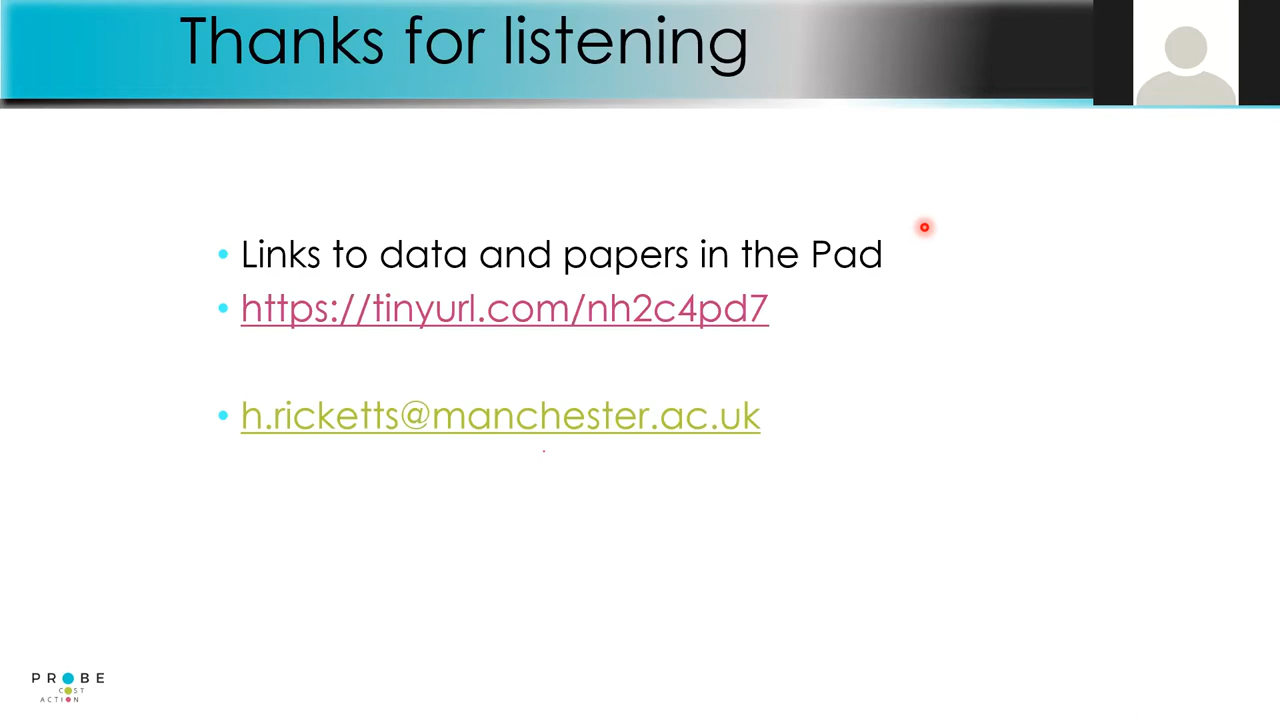 Thanks for listening
• Links to data and papers in the Pad
• https://tinyurl.com/nh2c4pd7
• h.ricketts@manchester.ac.uk
PROBE
COST
ACTION